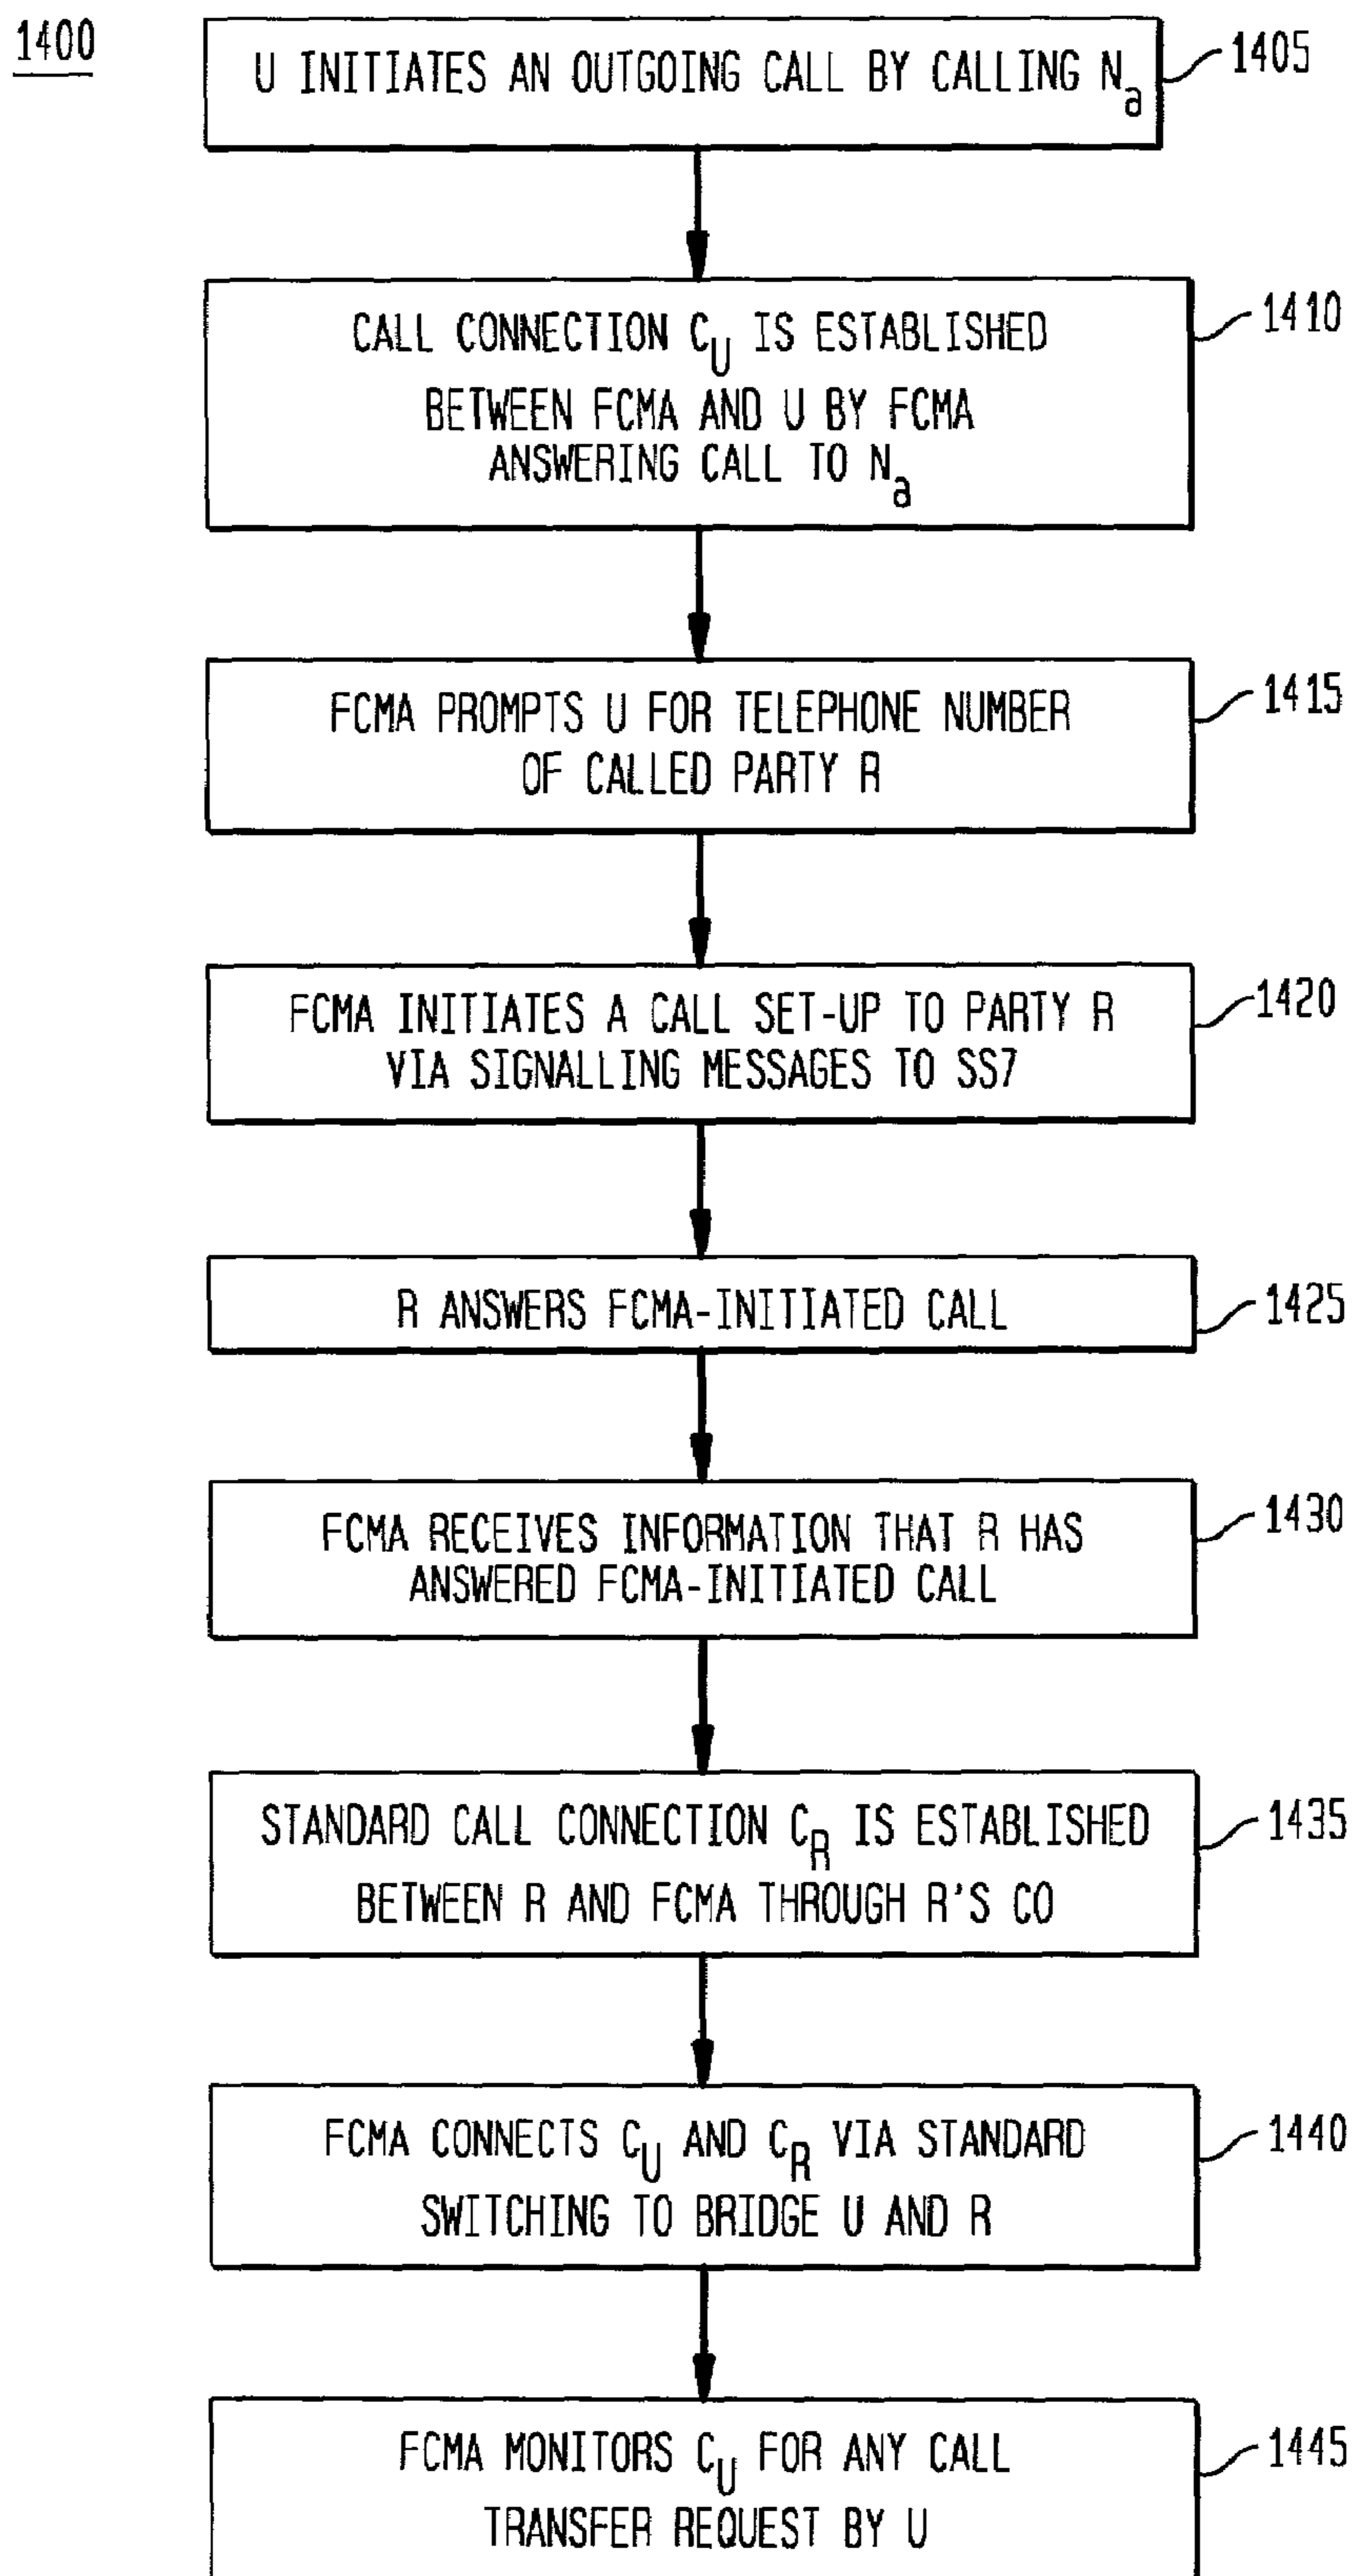 1400
U INITIATES AN OUTGOING CALL BY CALLING Na
1405
CALL CONNECTION CU IS ESTABLISHED
BETWEEN FCMA AND U BY FCMA
ANSWERING CALL TO Na
1410
FCMA PROMPTS U FOR TELEPHONE NUMBER
OF CALLED PARTY R
1415
FCMA INITIATES A CALL SET-UP TO PARTY R
VIA SIGNALLING MESSAGES TO SS7
1420
R ANSWERS FCMA-INITIATED CALL
1425
FCMA RECEIVES INFORMATION THAT R HAS
ANSWERED FCMA-INITIATED CALL
1430
STANDARD CALL CONNECTION CR IS ESTABLISHED
BETWEEN R AND FCMA THROUGH R'S CO
1435
FCMA CONNECTS CU AND CR VIA STANDARD
SWITCHING TO BRIDGE U AND R
1440
FCMA MONITORS CU FOR ANY CALL
TRANSFER REQUEST BY U
1445